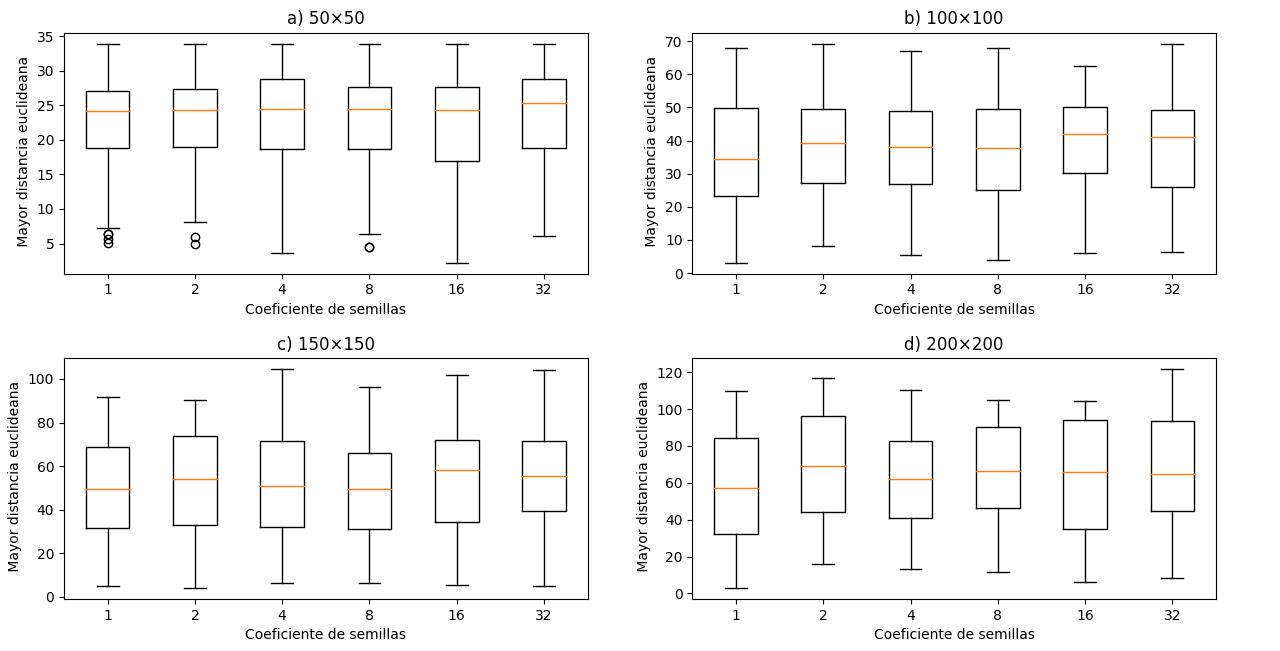 a) 50×50
Mayor distancia euclideana
35
30
25
20
15
10
5
1 2 4 8 16 32
Coeficiente de semillas
b) 100×100
Mayor distancia euclideana
70
60
50
40
30
20
10
0
1 2 4 8 16 32
Coeficiente de semillas
c) 150×150
Mayor distancia euclideana
100
80
60
40
20
0
1 2 4 8 16 32
Coeficiente de semillas
d) 200×200
Mayor distancia euclideana
120
100
80
60
40
20
0
1 2 4 8 16 32
Coeficiente de semillas